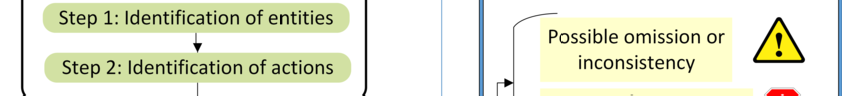 Step 1: Identification of entities
Step 2: Identification of actions
Possible omission or
inconsistency